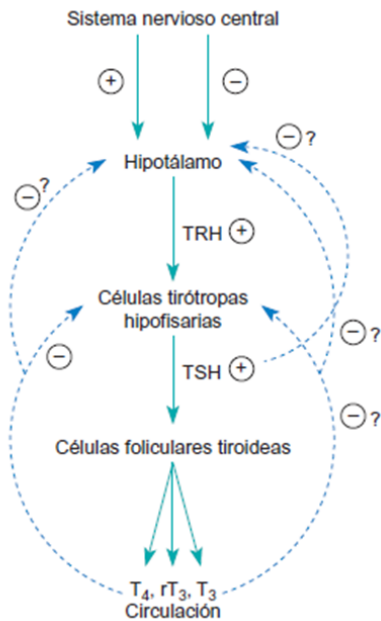 Sistema nervioso central
+
−
− ?
Hipotálamo
− ?
TRH +
Células tirótropas
hipofisarias
− ?
−
TSH +
− ?
Células foliculares tiroideas
T₄, rT₃, T₃
Circulación